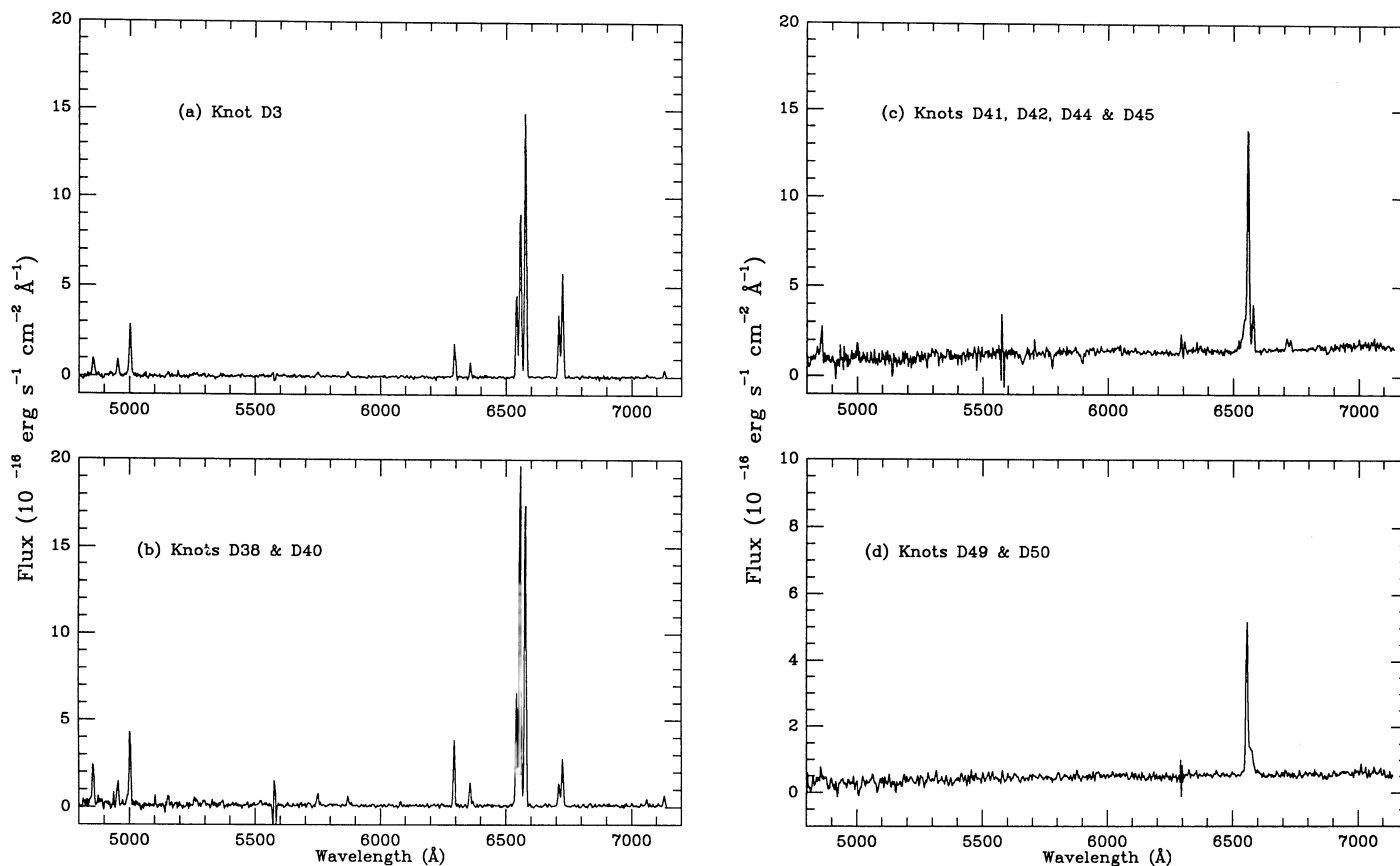 20
15
10
5
0
(a) Knot D3
5000 5500 6000 6500 7000
20
15
10
5
0
(b) Knots D38 & D40
5000 5500 6000 6500 7000
Wavelength (Å)
Flux (10 ⁻¹⁶ erg s⁻¹ cm⁻² Å⁻¹)
20
15
10
5
0
(c) Knots D41, D42, D44 & D45
5000 5500 6000 6500 7000
10
8
6
4
2
0
(d) Knots D49 & D50
5000 5500 6000 6500 7000
Wavelength (Å)
Flux (10 ⁻¹⁶ erg s⁻¹ cm⁻² Å⁻¹)